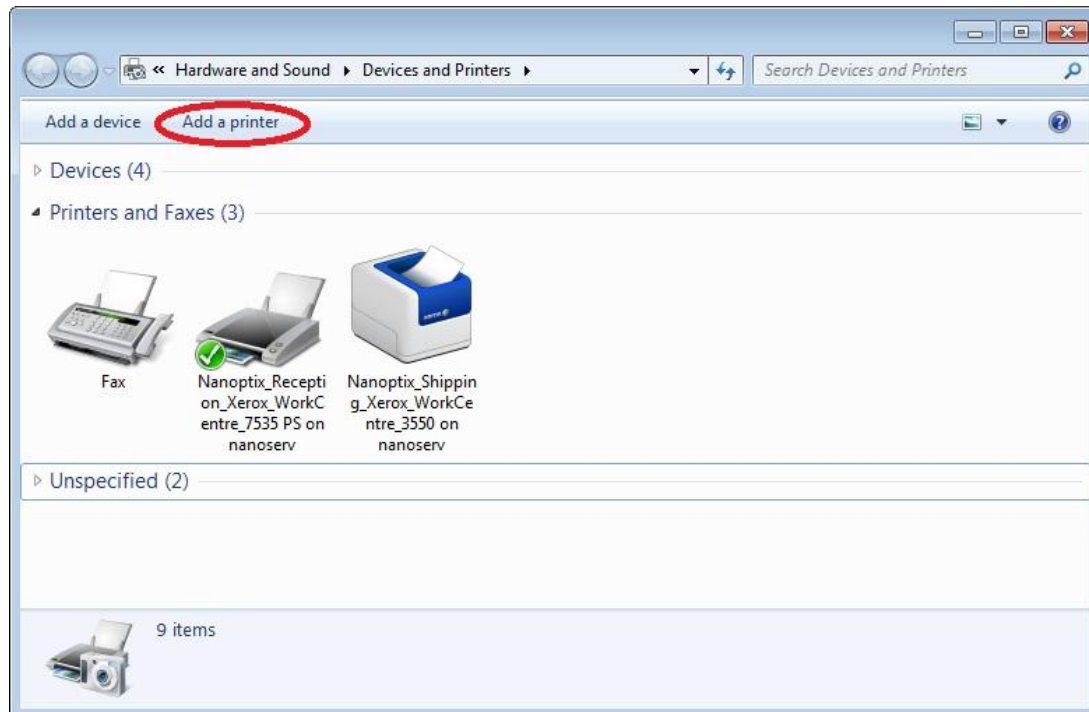 « Hardware and Sound ▸ Devices and Printers ▸ Search Devices and Printers
Add a device Add a printer
Devices (4)
Printers and Faxes (3)
Fax
Nanoptix_Recepti
on_Xerox_WorkC
entre_7535 PS on
nanoserv
Nanoptix_Shippin
g_Xerox_WorkCe
ntre_3550 on
nanoserv
Unspecified (2)
9 items